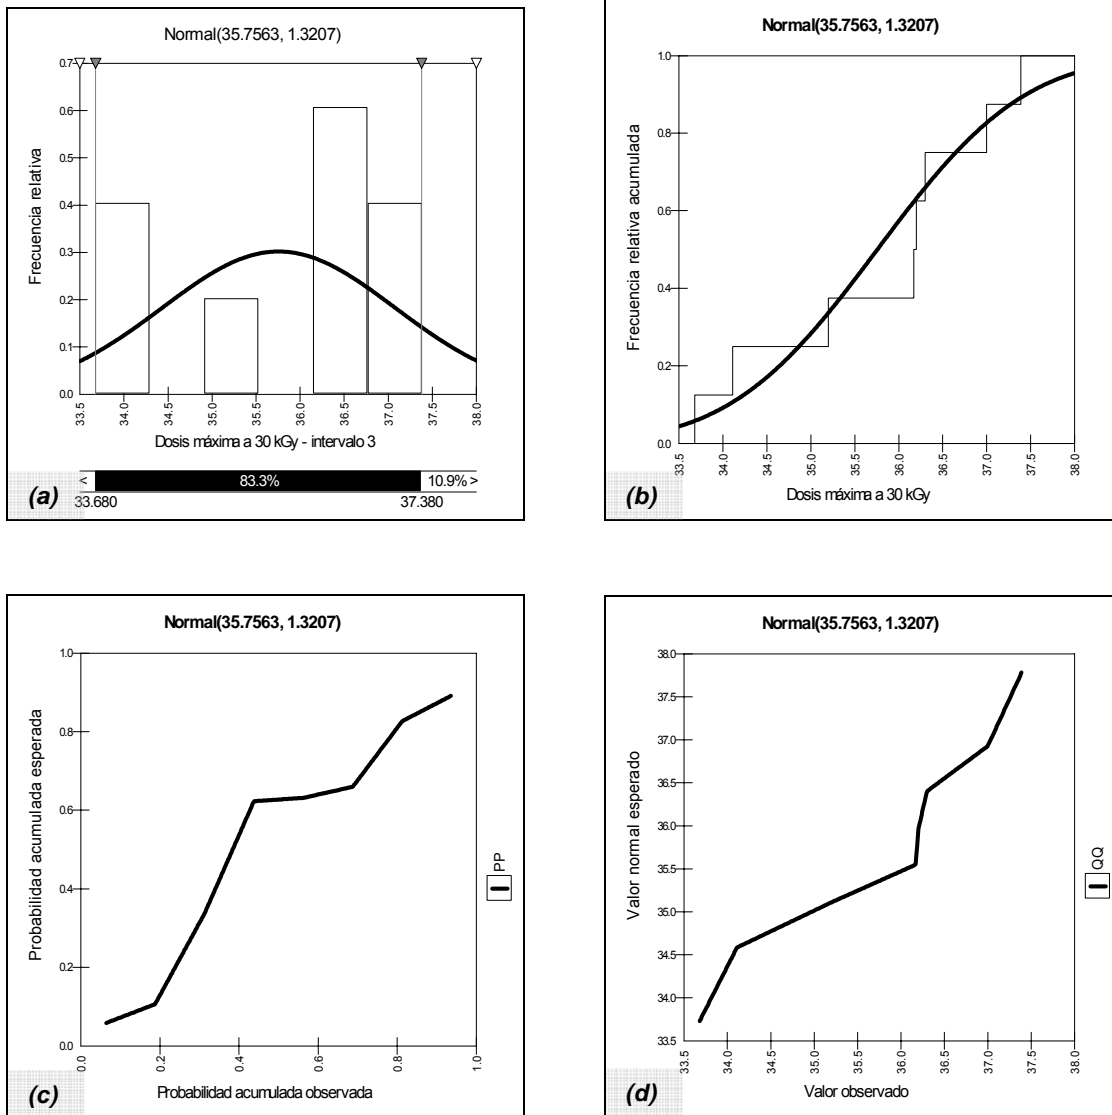 Normal(35.7563, 1.3207)
Frecuencia relativa
0.7
0.6
0.5
0.4
0.3
0.2
0.1
0.0
33.5 34.0 34.5 35.0 35.5 36.0 36.5 37.0 37.5 38.0
Dosis máxima a 30 kGy - intervalo 3
< 83.3% 10.9% >
33.680 37.380
(a)
Normal(35.7563, 1.3207)
Frecuencia relativa acumulada
1.0
0.8
0.6
0.4
0.2
0.0
33.5 34.0 34.5 35.0 35.5 36.0 36.5 37.0 37.5 38.0
Dosis máxima a 30 kGy
(b)
Normal(35.7563, 1.3207)
Probabilidad acumulada esperada
1.0
0.8
0.6
0.4
0.2
0.0
0.0 0.2 0.4 0.6 0.8 1.0
Probabilidad acumulada observada
PP
(c)
Normal(35.7563, 1.3207)
Valor normal esperado
38.0
37.5
37.0
36.5
36.0
35.5
35.0
34.5
34.0
33.5
33.5 34.0 34.5 35.0 35.5 36.0 36.5 37.0 37.5 38.0
Valor observado
QQ
(d)